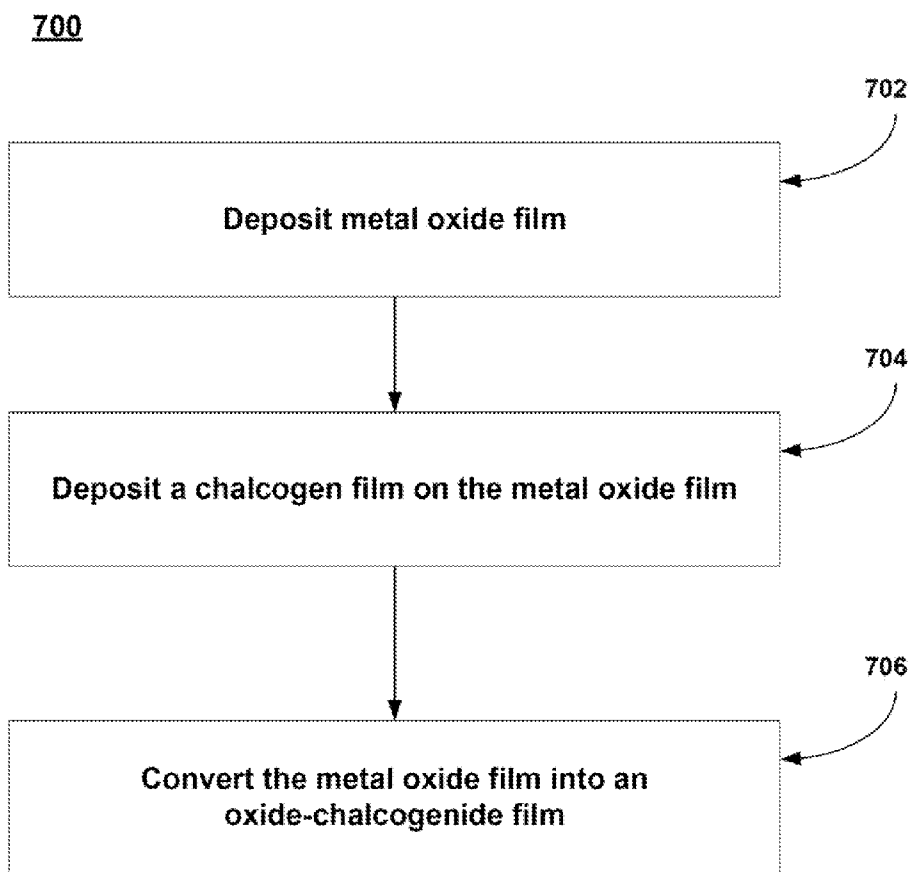 700
702
Deposit metal oxide film
704
Deposit a chalcogen film on the metal oxide film
706
Convert the metal oxide film into an
oxide-chalcogenide film